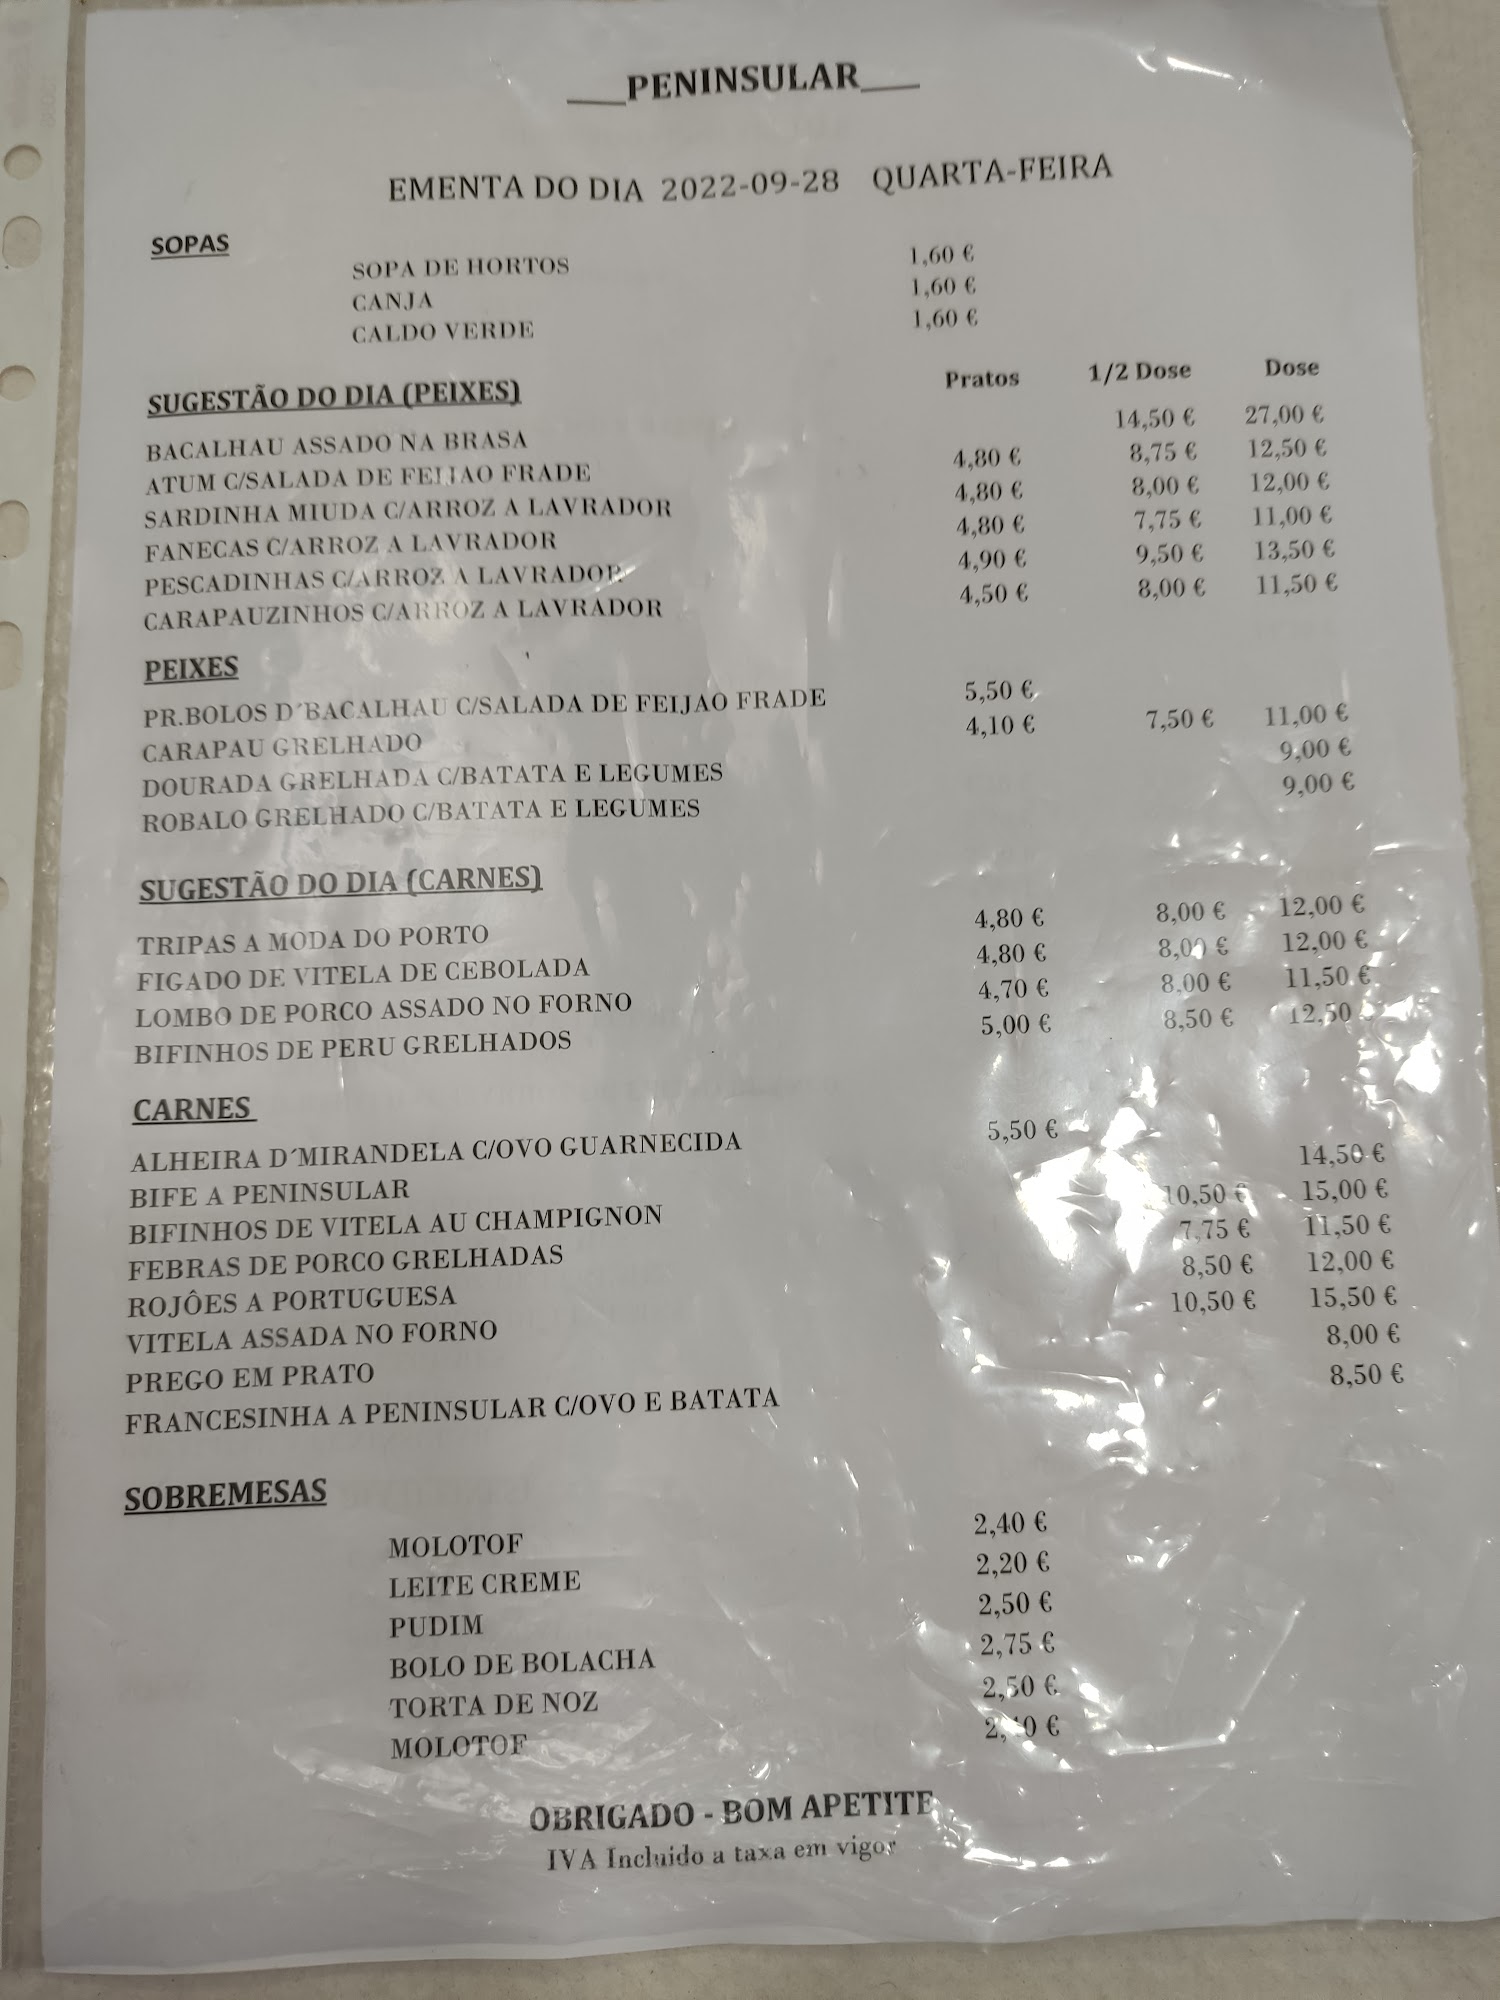 ___PENINSULAR___
EMENTA DO DIA 2022-09-28 QUARTA-FEIRA
SOPAS
SOPA DE HORTOS 1,60 €
CANJA 1,60 €
CALDO VERDE 1,60 €
SUGESTÃO DO DIA (PEIXES) Pratos 1/2 Dose Dose
BACALHAU ASSADO NA BRASA 14,50 € 27,00 €
ATUM C/SALADA DE FEIJAO FRADE 4,80 € 8,75 € 12,50 €
SARDINHA MIUDA C/ARROZ A LAVRADOR 4,80 € 8,00 € 12,00 €
FANECAS C/ARROZ A LAVRADOR 4,80 € 7,75 € 11,00 €
PESCADINHAS C/ARROZ A LAVRADOR 4,90 € 9,50 € 13,50 €
CARAPAUZINHOS C/ARROZ A LAVRADOR 4,50 € 8,00 € 11,50 €
PEIXES
PR.BOLOS D´BACALHAU C/SALADA DE FEIJAO FRADE 5,50 €
CARAPAU GRELHADO 4,10 € 7,50 € 11,00 €
DOURADA GRELHADA C/BATATA E LEGUMES 9,00 €
ROBALO GRELHADO C/BATATA E LEGUMES 9,00 €
SUGESTÃO DO DIA (CARNES)
TRIPAS A MODA DO PORTO 4,80 € 8,00 € 12,00 €
FIGADO DE VITELA DE CEBOLADA 4,80 € 8,00 € 12,00 €
LOMBO DE PORCO ASSADO NO FORNO 4,70 € 8,00 € 11,50 €
BIFINHOS DE PERU GRELHADOS 5,00 € 8,50 € 12,50
CARNES
ALHEIRA D´MIRANDELA C/OVO GUARNECIDA 5,50 €
BIFE A PENINSULAR 14,50 €
BIFINHOS DE VITELA AU CHAMPIGNON 10,50 € 15,00 €
FEBRAS DE PORCO GRELHADAS 7,75 € 11,50 €
ROJÔES A PORTUGUESA 8,50 € 12,00 €
VITELA ASSADA NO FORNO 10,50 € 15,50 €
PREGO EM PRATO 8,00 €
FRANCESINHA A PENINSULAR C/OVO E BATATA 8,50 €
SOBREMESAS
MOLOTOF 2,40 €
LEITE CREME 2,20 €
PUDIM 2,50 €
BOLO DE BOLACHA 2,75 €
TORTA DE NOZ 2,50 €
MOLOTOF
OBRIGADO - BOM APETITE
IVA Incluido a taxa em vigor